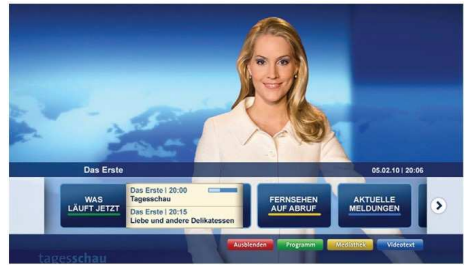 Das Erste
05.02.10 | 20:06
WAS
LÄUFT JETZT
Das Erste | 20:00
Tagesschau
Das Erste | 20:15
Liebe und andere Delikatessen
FERNSEHEN
AUF ABRUF
AKTUELLE
MELDUNGEN
Ausblenden
Programm
Mediathek
Videotext
tagesschau